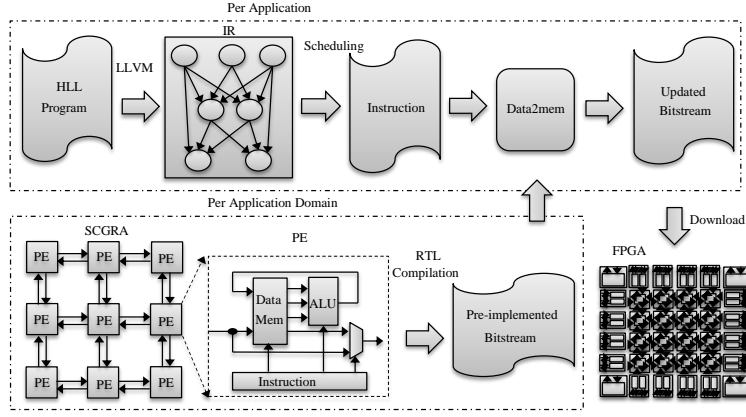 Per Application
IR
HLL
Program
LLVM
Scheduling
Instruction
Data2mem
Updated
Bitstream
Per Application Domain
SCGRA
PE PE PE
PE PE PE
PE PE PE
PE
Data
Mem
ALU
Instruction
RTL
Compilation
Pre-implemented
Bitstream
Download
FPGA